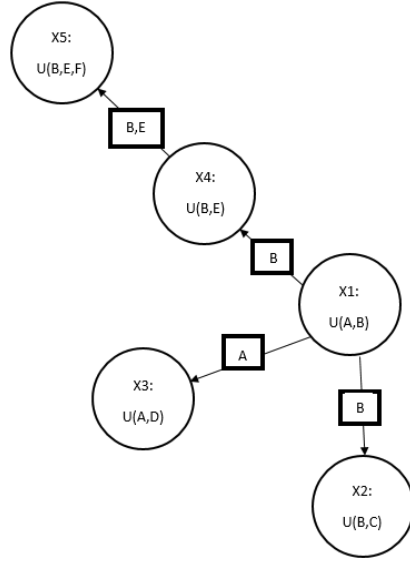 X5:
U(B,E,F)
B,E
X4:
U(B,E)
B
X1:
U(A,B)
A
X3:
U(A,D)
B
X2:
U(B,C)